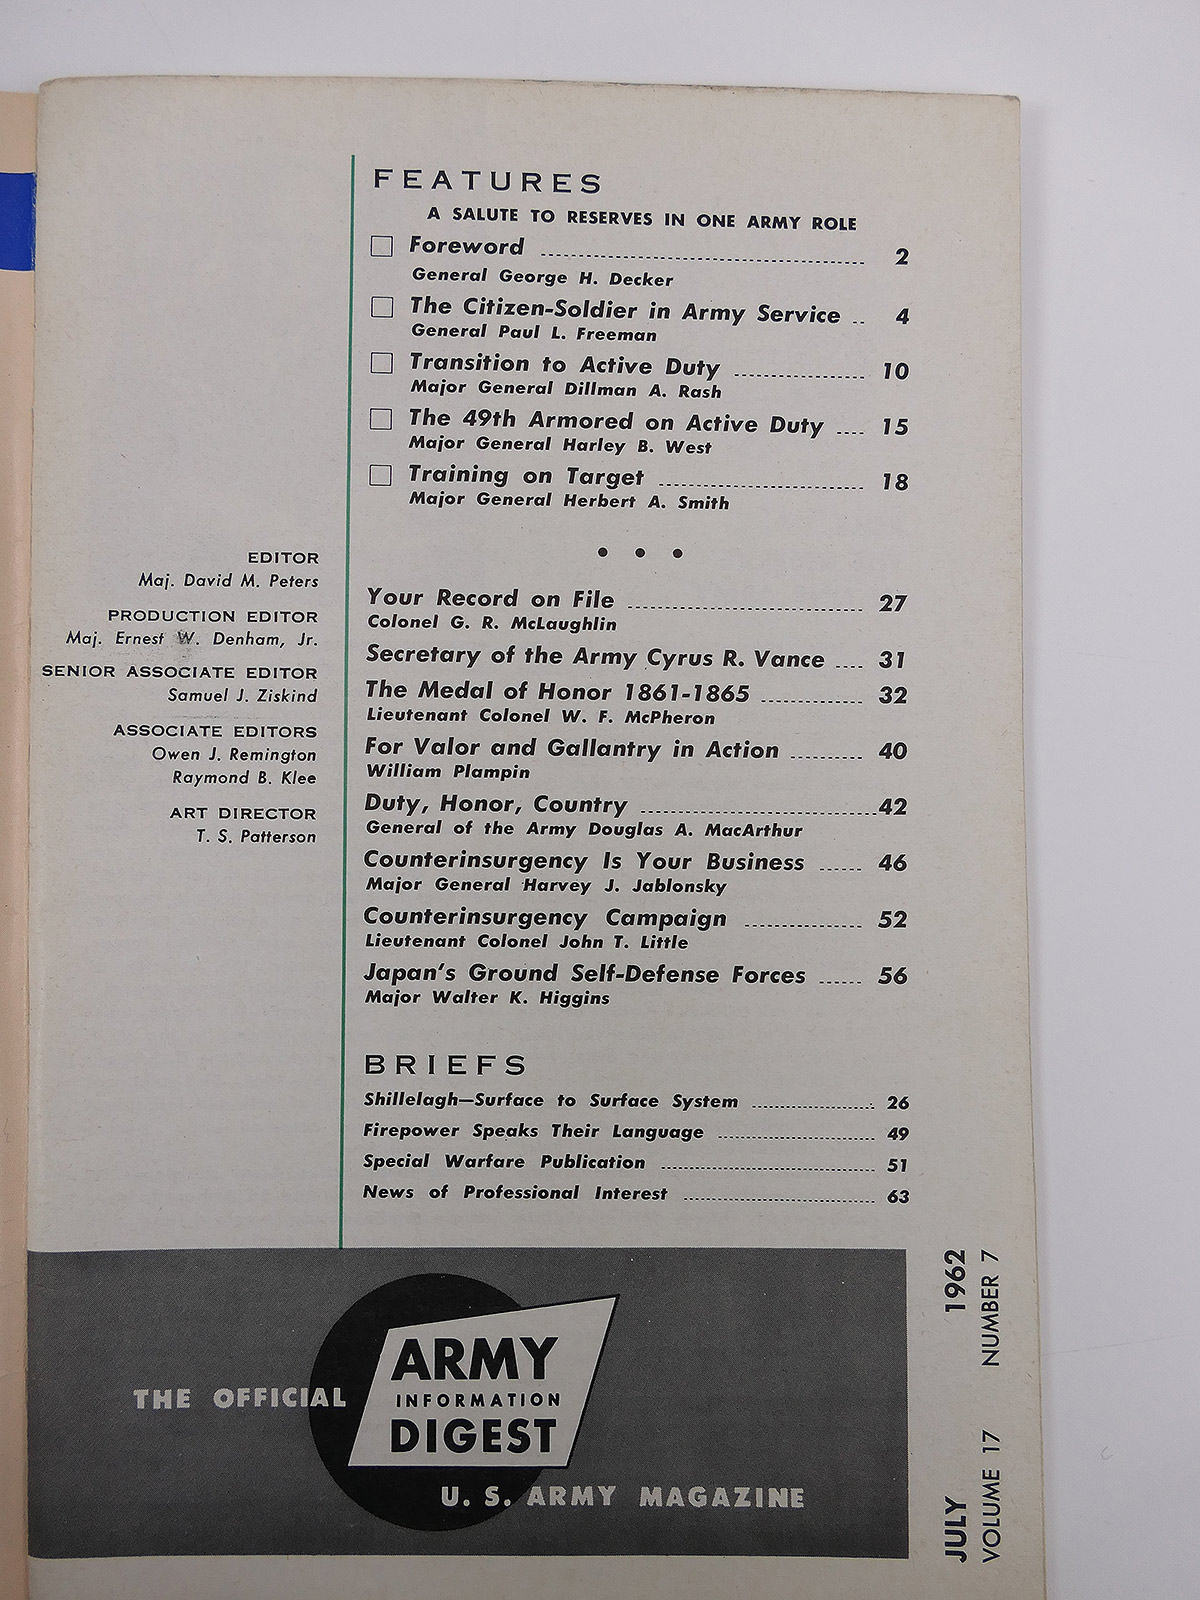 FEATURES
A SALUTE TO RESERVES IN ONE ARMY ROLE
Foreword 2
General George H. Decker
The Citizen-Soldier in Army Service 4
General Paul L. Freeman
Transition to Active Duty 10
Major General Dillman A. Rash
The 49th Armored on Active Duty 15
Major General Harley B. West
Training on Target 18
Major General Herbert A. Smith
• • •
Your Record on File 27
Colonel G. R. McLaughlin
Secretary of the Army Cyrus R. Vance 31
The Medal of Honor 1861-1865 32
Lieutenant Colonel W. F. McPheron
For Valor and Gallantry in Action 40
William Plampin
Duty, Honor, Country 42
General of the Army Douglas A. MacArthur
Counterinsurgency Is Your Business 46
Major General Harvey J. Jablonsky
Counterinsurgency Campaign 52
Lieutenant Colonel John T. Little
Japan's Ground Self-Defense Forces 56
Major Walter K. Higgins
BRIEFS
Shillelagh—Surface to Surface System 26
Firepower Speaks Their Language 49
Special Warfare Publication 51
News of Professional Interest 63
EDITOR
Maj. David M. Peters
PRODUCTION EDITOR
Maj. Ernest W. Denham, Jr.
SENIOR ASSOCIATE EDITOR
Samuel J. Ziskind
ASSOCIATE EDITORS
Owen J. Remington
Raymond B. Klee
ART DIRECTOR
T. S. Patterson
THE OFFICIAL
ARMY
INFORMATION
DIGEST
U. S. ARMY MAGAZINE
JULY 1962
VOLUME 17 NUMBER 7